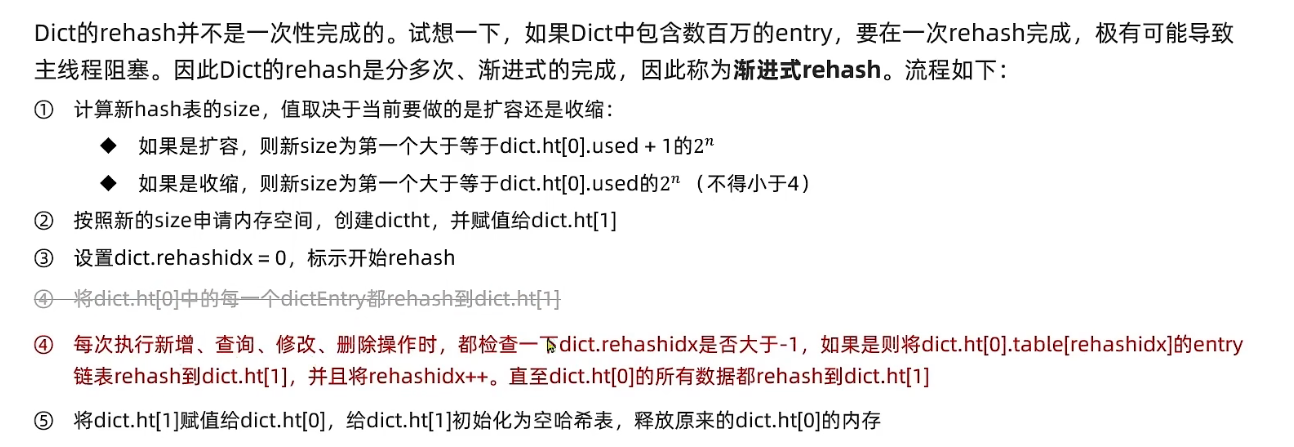 Dict的rehash并不是一次性完成的。试想一下，如果Dict中包含数百万的entry，要在一次rehash完成，极有可能导致
主线程阻塞。因此Dict的rehash是分多次、渐进式的完成，因此称为渐进式rehash。流程如下：
① 计算新hash表的size，值取决于当前要做的是扩容还是收缩：
◆ 如果是扩容，则新size为第一个大于等于dict.ht[0].used + 1的2ⁿ
◆ 如果是收缩，则新size为第一个大于等于dict.ht[0].used的2ⁿ （不得小于4）
② 按照新的size申请内存空间，创建dictht，并赋值给dict.ht[1]
③ 设置dict.rehashidx = 0，标示开始rehash
④ 将dict.ht[0]中的每一个dictEntry都rehash到dict.ht[1]
④ 每次执行新增、查询、修改、删除操作时，都检查一下dict.rehashidx是否大于-1，如果是则将dict.ht[0].table[rehashidx]的entry
链表rehash到dict.ht[1]，并且将rehashidx++。直至dict.ht[0]的所有数据都rehash到dict.ht[1]
⑤ 将dict.ht[1]赋值给dict.ht[0]，给dict.ht[1]初始化为空哈希表，释放原来的dict.ht[0]的内存